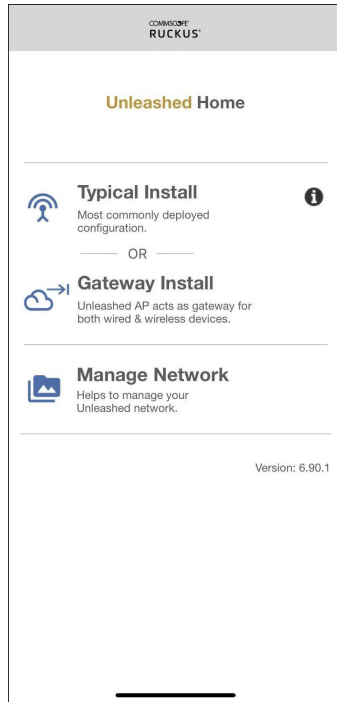 COMMSCOPE
RUCKUS®
Unleashed Home
Typical Install
Most commonly deployed
configuration.
OR
Gateway Install
Unleashed AP acts as gateway for
both wired & wireless devices.
Manage Network
Helps to manage your
Unleashed network.
Version: 6.90.1